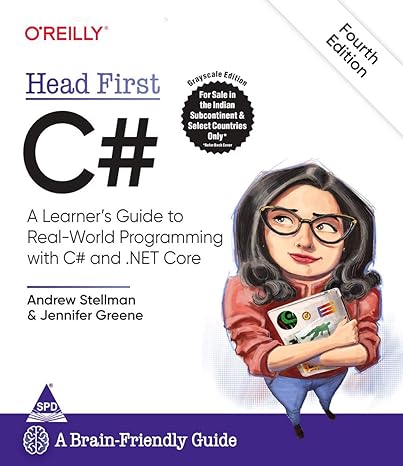 O'REILLY®
Fourth
Edition
Head First
C#
Grayscale Edition
For Sale in
the Indian
Subcontinent &
Select Countries
Only*
*Refer Back Cover
A Learner's Guide to
Real-World Programming
with C# and .NET Core
Andrew Stellman
& Jennifer Greene
SPD
A Brain-Friendly Guide